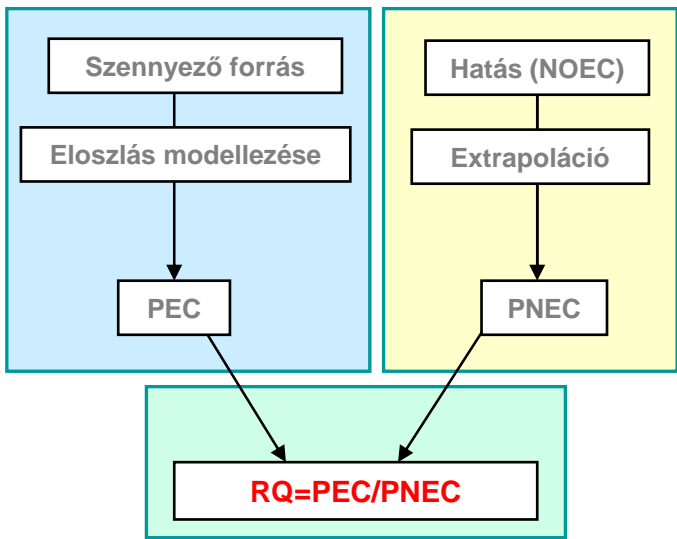 Szennyező forrás
Eloszlás modellezése
PEC
Hatás (NOEC)
Extrapoláció
PNEC
RQ=PEC/PNEC